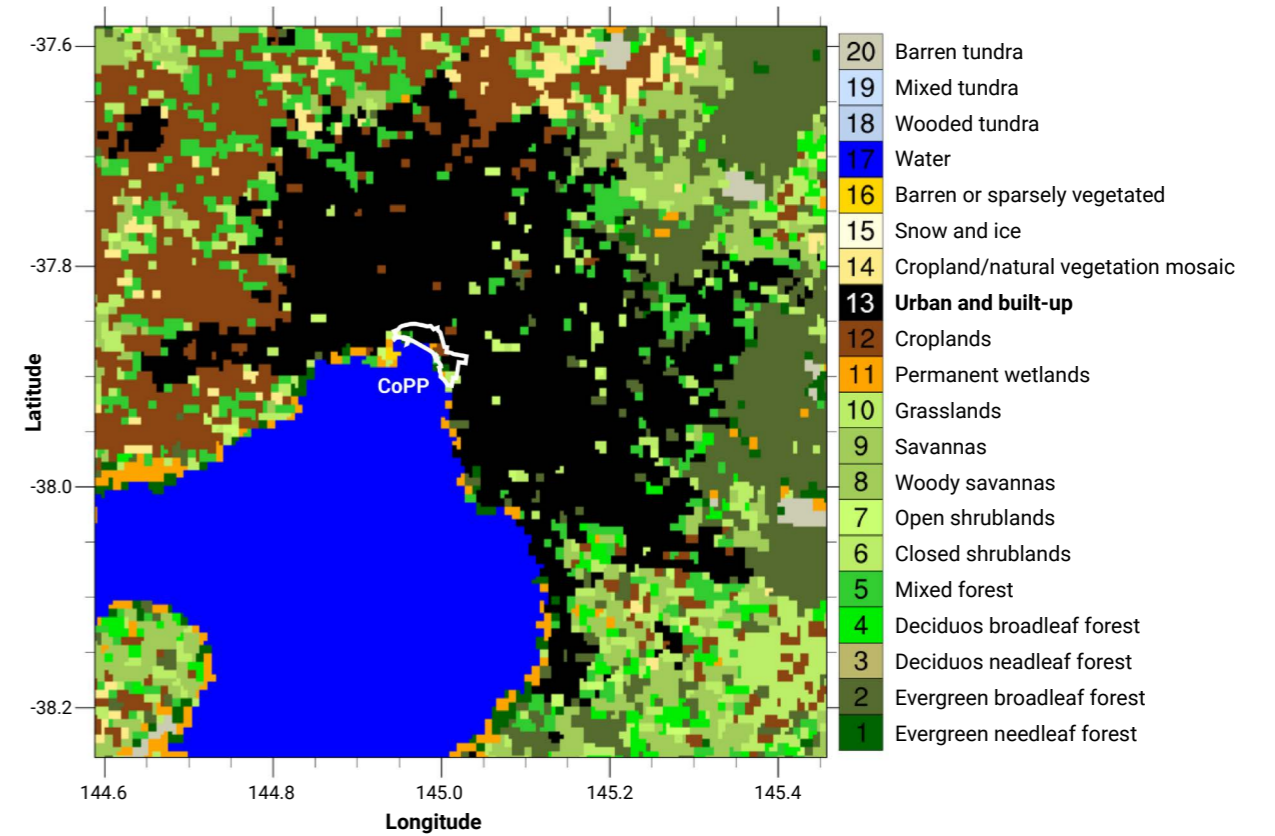 -37.6
-37.8
-38.0
-38.2
Latitude
144.6 144.8 145.0 145.2 145.4
Longitude
CoPP
20 Barren tundra
19 Mixed tundra
18 Wooded tundra
17 Water
16 Barren or sparsely vegetated
15 Snow and ice
14 Cropland/natural vegetation mosaic
13 Urban and built-up
12 Croplands
11 Permanent wetlands
10 Grasslands
9 Savannas
8 Woody savannas
7 Open shrublands
6 Closed shrublands
5 Mixed forest
4 Deciduos broadleaf forest
3 Deciduos neadleaf forest
2 Evergreen broadleaf forest
1 Evergreen needleaf forest